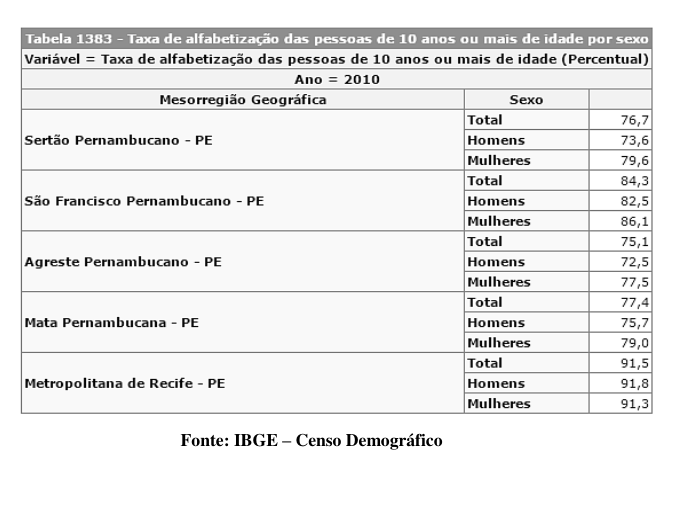 Tabela 1383 - Taxa de alfabetização das pessoas de 10 anos ou mais de idade por sexo
Variável = Taxa de alfabetização das pessoas de 10 anos ou mais de idade (Percentual)
Ano = 2010
Mesorregião Geográfica Sexo
Sertão Pernambucano - PE
Total 76,7
Homens 73,6
Mulheres 79,6
São Francisco Pernambucano - PE
Total 84,3
Homens 82,5
Mulheres 86,1
Agreste Pernambucano - PE
Total 75,1
Homens 72,5
Mulheres 77,5
Mata Pernambucana - PE
Total 77,4
Homens 75,7
Mulheres 79,0
Metropolitana de Recife - PE
Total 91,5
Homens 91,8
Mulheres 91,3
Fonte: IBGE – Censo Demográfico